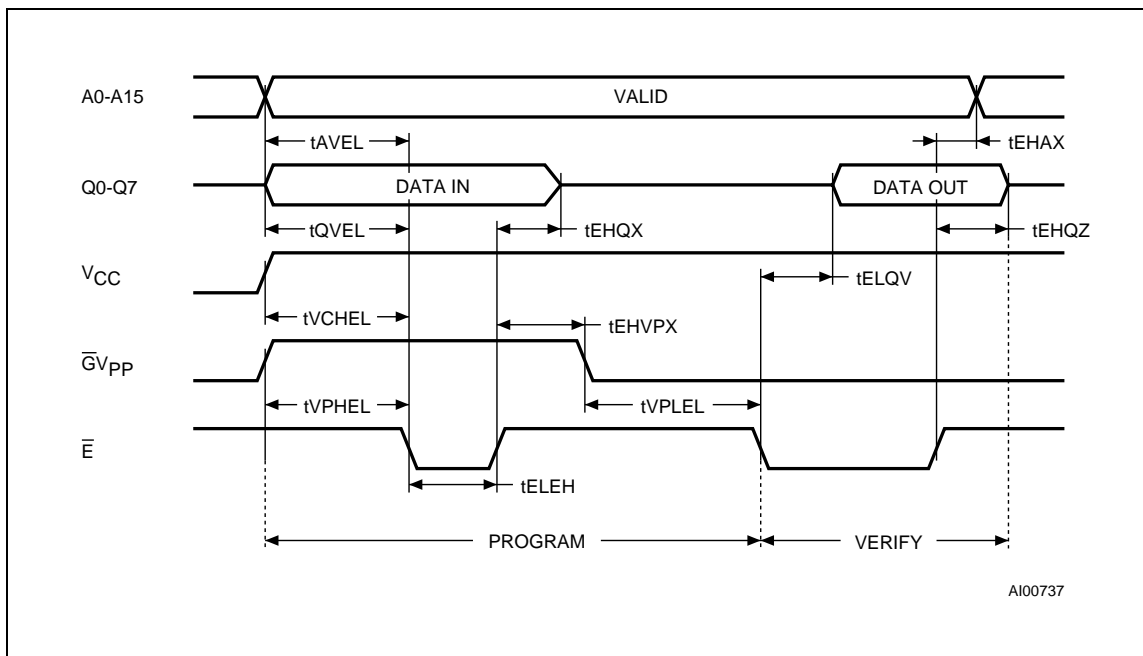 A0-A15
VALID
tAVEL
tEHAX
Q0-Q7
DATA IN
DATA OUT
tQVEL
tEHQX
tEHQZ
VCC
tELQV
tVCHEL
tEHVPX
G̅VPP
tVPHEL
tVPLEL
E̅
tELEH
PROGRAM
VERIFY
AI00737